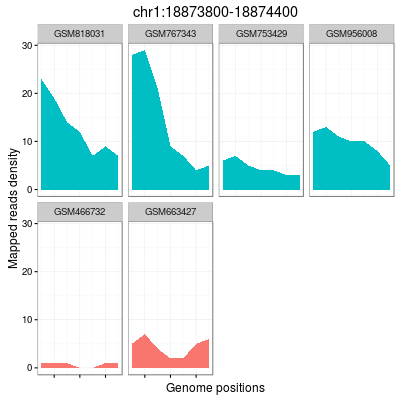 chr1:18873800-18874400
GSM818031 GSM767343 GSM753429 GSM956008
30
20
10
0
GSM466732 GSM663427
30
20
10
0
Mapped reads density
Genome positions